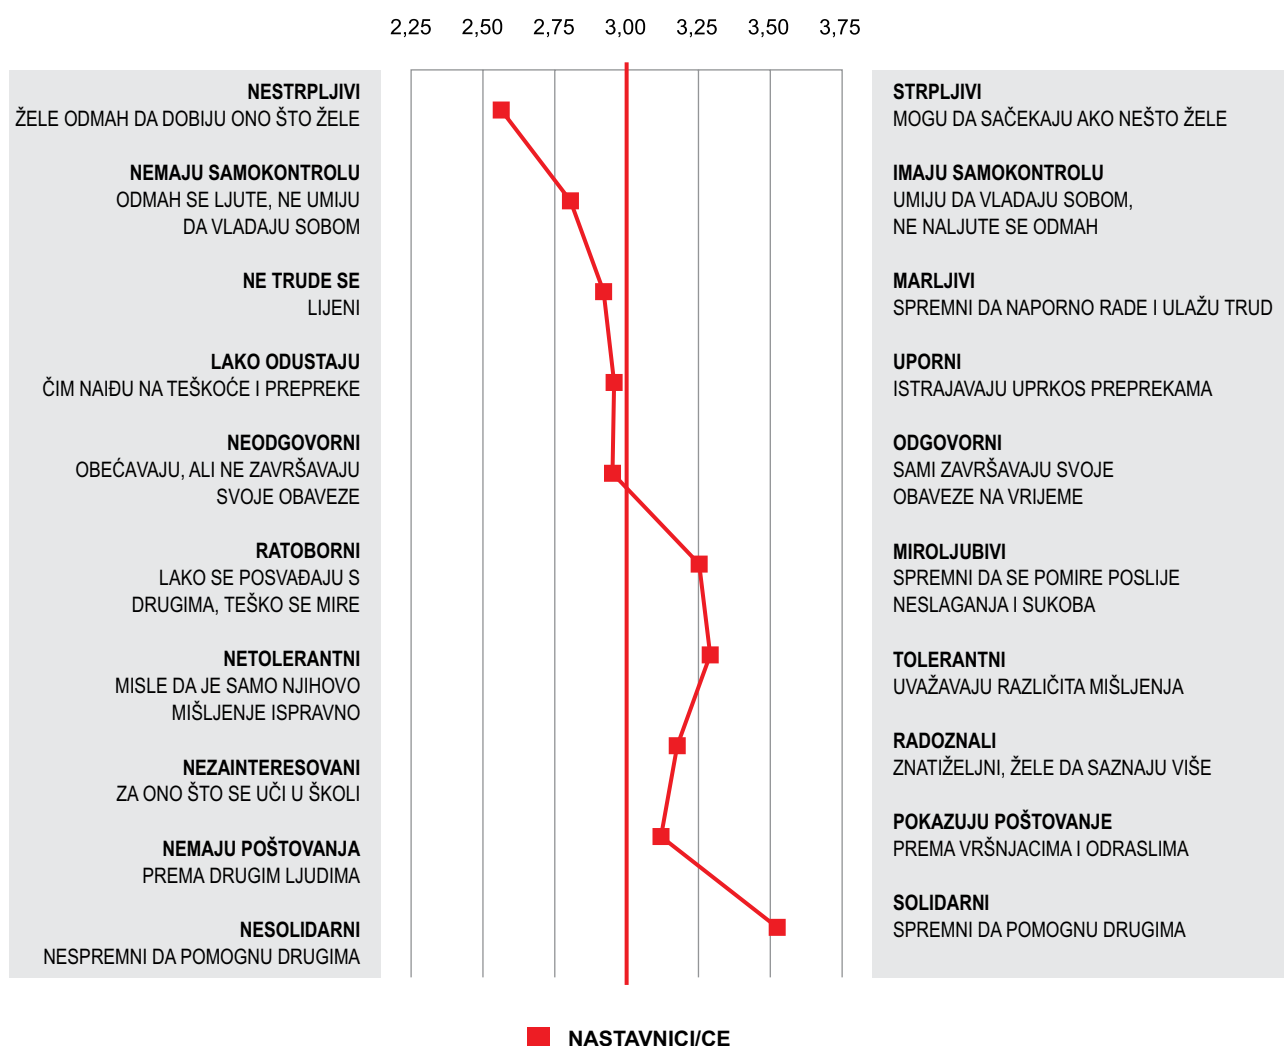 2,25 2,50 2,75 3,00 3,25 3,50 3,75
NESTRPLJIVI
ŽELE ODMAH DA DOBIJU ONO ŠTO ŽELE
NEMAJU SAMOKONTROLU
ODMAH SE LJUTE, NE UMIJU
DA VLADAJU SOBOM
NE TRUDE SE
LIJENI
LAKO ODUSTAJU
ČIM NAIĐU NA TEŠKOĆE I PREPREKE
NEODGOVORNI
OBEĆAVAJU, ALI NE ZAVRŠAVAJU
SVOJE OBAVEZE
RATOBORNI
LAKO SE POSVAĐAJU S
DRUGIMA, TEŠKO SE MIRE
NETOLERANTNI
MISLE DA JE SAMO NJIHOVO
MIŠLJENJE ISPRAVNO
NEZAINTERESOVANI
ZA ONO ŠTO SE UČI U ŠKOLI
NEMAJU POŠTOVANJA
PREMA DRUGIM LJUDIMA
NESOLIDARNI
NESPREMNI DA POMOGNU DRUGIMA
STRPLJIVI
MOGU DA SAČEKAJU AKO NEŠTO ŽELE
IMAJU SAMOKONTROLU
UMIJU DA VLADAJU SOBOM,
NE NALJUTE SE ODMAH
MARLJIVI
SPREMNI DA NAPORNO RADE I ULAŽU TRUD
UPORNI
ISTRAJAVAJU UPRKOS PREPREKAMA
ODGOVORNI
SAMI ZAVRŠAVAJU SVOJE
OBAVEZE NA VRIJEME
MIROLJUBIVI
SPREMNI DA SE POMIRE POSLIJE
NESLAGANJA I SUKOBA
TOLERANTNI
UVAŽAVAJU RAZLIČITA MIŠLJENJA
RADOZNALI
ZNATIŽELJNI, ŽELE DA SAZNAJU VIŠE
POKAZUJU POŠTOVANJE
PREMA VRŠNJACIMA I ODRASLIMA
SOLIDARNI
SPREMNI DA POMOGNU DRUGIMA
NASTAVNICI/CE